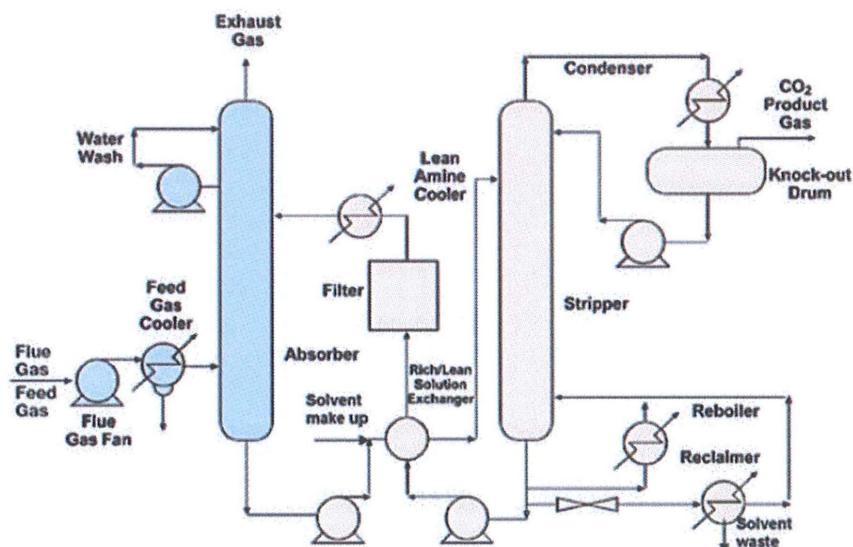 Exhaust
Gas
Water
Wash
Feed
Gas
Cooler
Flue
Gas
Feed
Gas
Flue
Gas Fan
Absorber
Filter
Lean
Amine
Cooler
Rich/Lean
Solution
Exchanger
Solvent
make up
Condenser
CO₂
Product
Gas
Knock-out
Drum
Stripper
Reboiler
Reclaimer
Solvent
waste